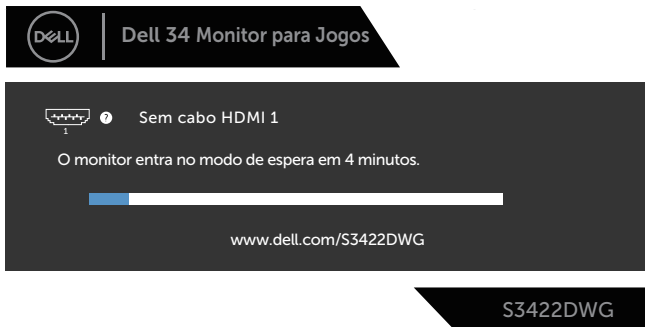 DELL
Dell 34 Monitor para Jogos
1
?
Sem cabo HDMI 1
O monitor entra no modo de espera em 4 minutos.
www.dell.com/S3422DWG
S3422DWG